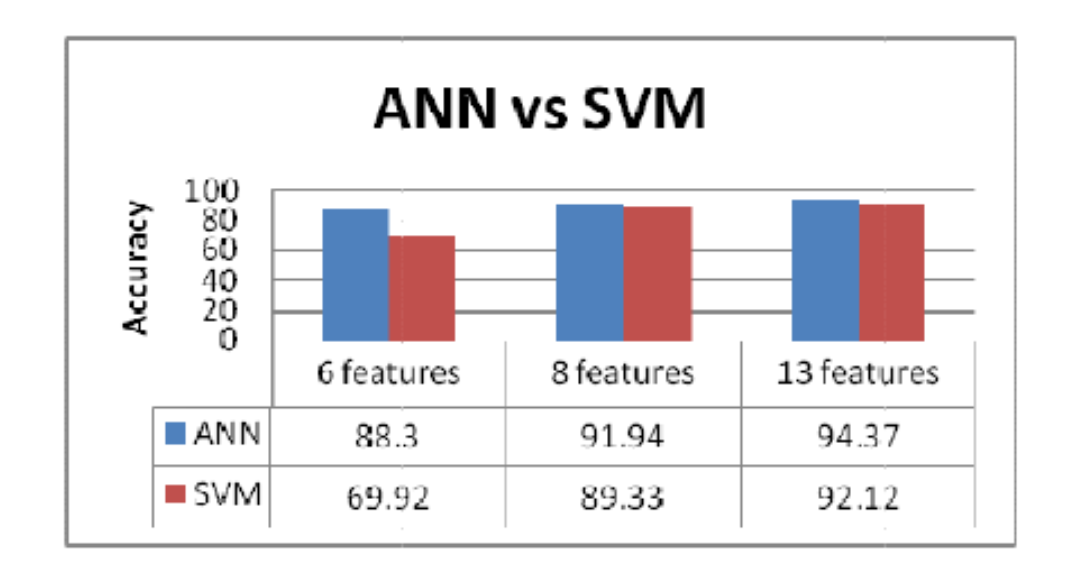 ANN vs SVM
Accuracy
100
80
60
40
20
0
6 features 8 features 13 features
ANN 88.3 91.94 94.37
SVM 69.92 89.33 92.12